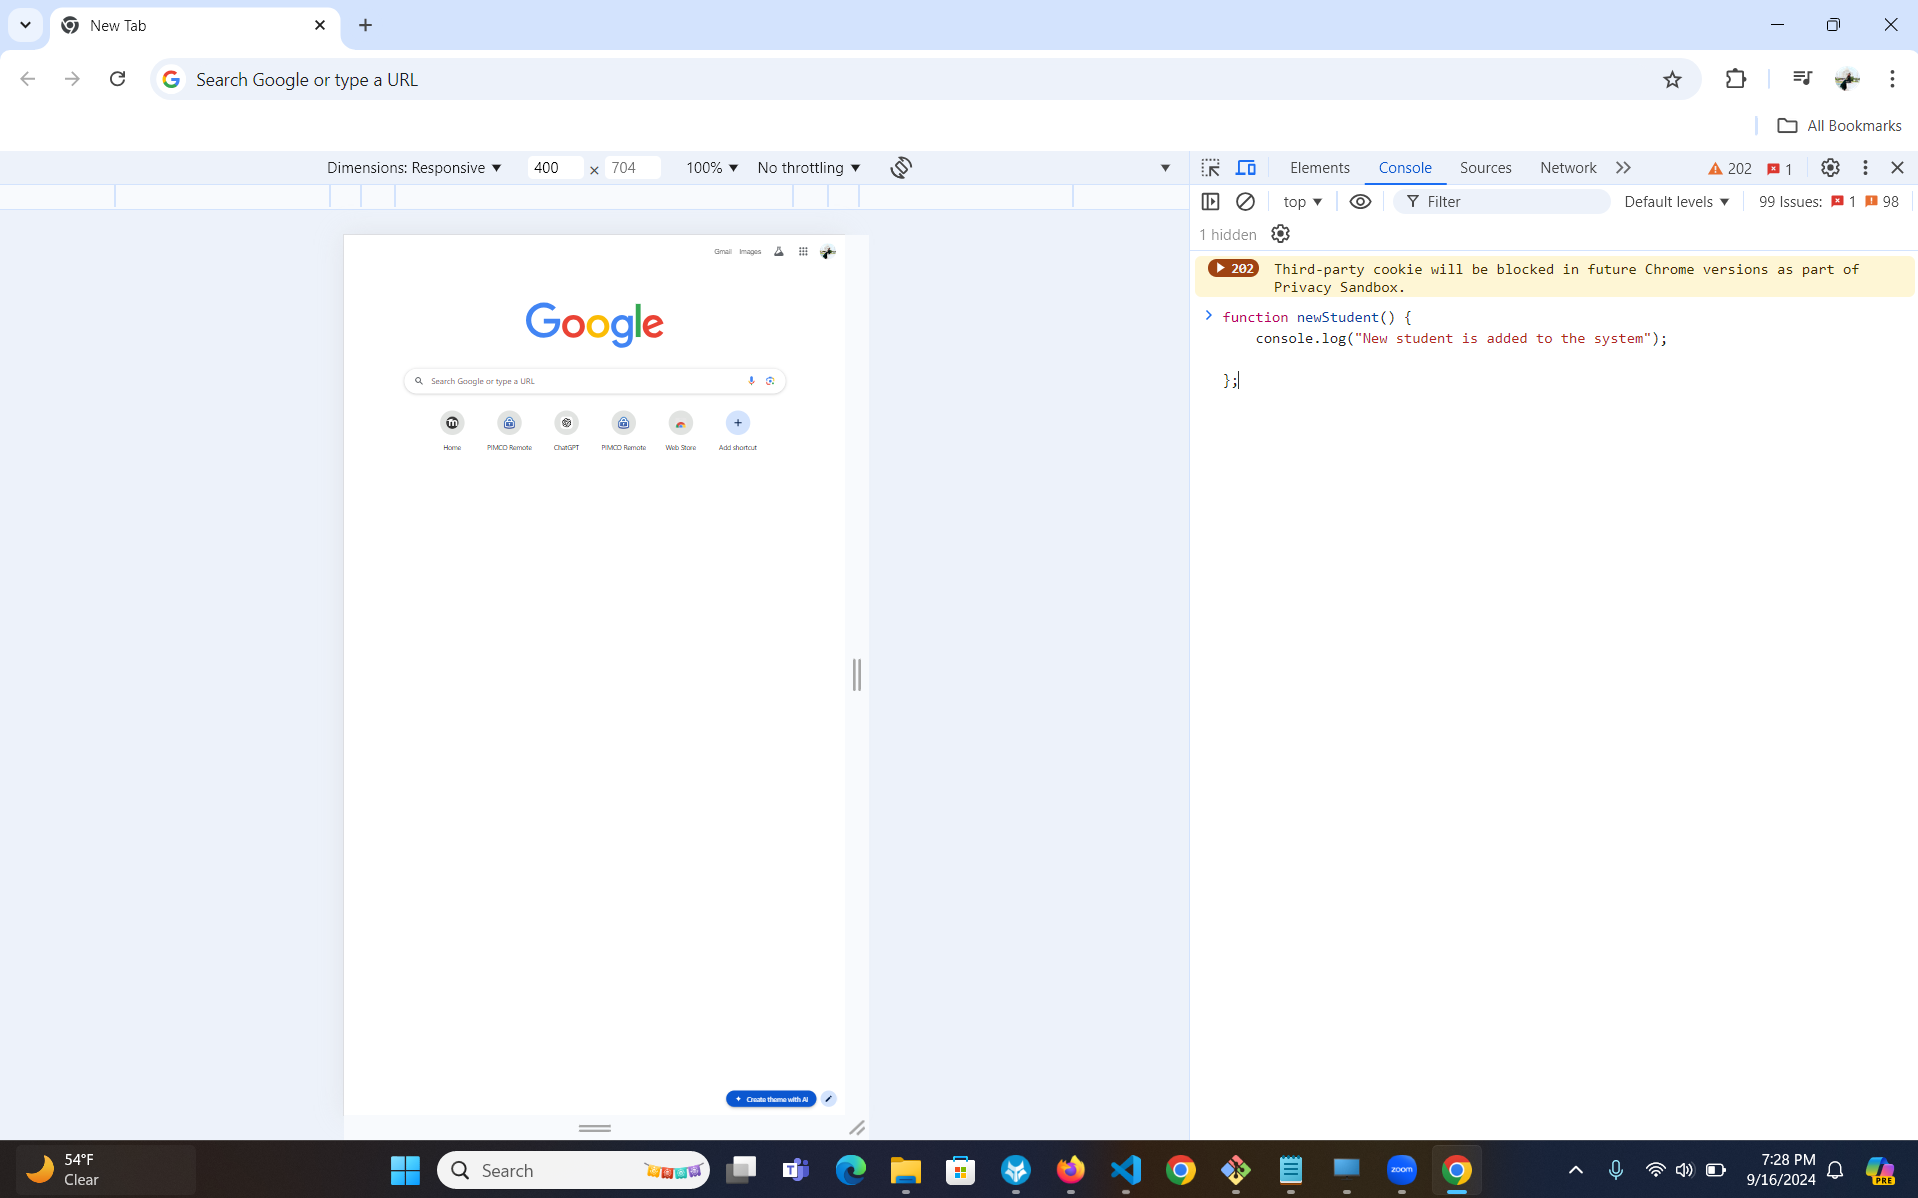 New Tab
Search Google or type a URL
All Bookmarks
Dimensions: Responsive 400 × 704 100% No throttling
Elements Console Sources Network 202 1
top Filter Default levels 99 Issues: 1 98
1 hidden
Gmail Images
202 Third-party cookie will be blocked in future Chrome versions as part of
Privacy Sandbox.
function newStudent() {
console.log("New student is added to the system");
};
Google
Search Google or type a URL
Home PIMCO Remote ChatGPT PIMCO Remote Web Store Add shortcut
Create theme with AI
54°F
Clear
Search
zoom
7:28 PM
9/16/2024
PRE